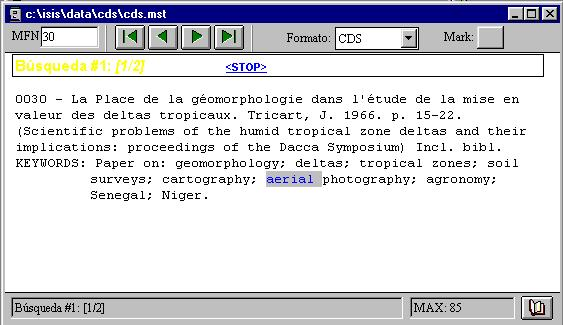 c:\isis\data\cds\cds.mst
MFN 30 Formato: CDS Mark:
Búsqueda #1: [1/2] <STOP>
0030 - La Place de la géomorphologie dans l'étude de la mise en
valeur des deltas tropicaux. Tricart, J. 1966. p. 15-22.
(Scientific problems of the humid tropical zone deltas and their
implications: proceedings of the Dacca Symposium) Incl. bibl.
KEYWORDS: Paper on: geomorphology; deltas; tropical zones; soil
surveys; cartography; aerial photography; agronomy;
Senegal; Niger.
Búsqueda #1: [1/2] MAX: 85